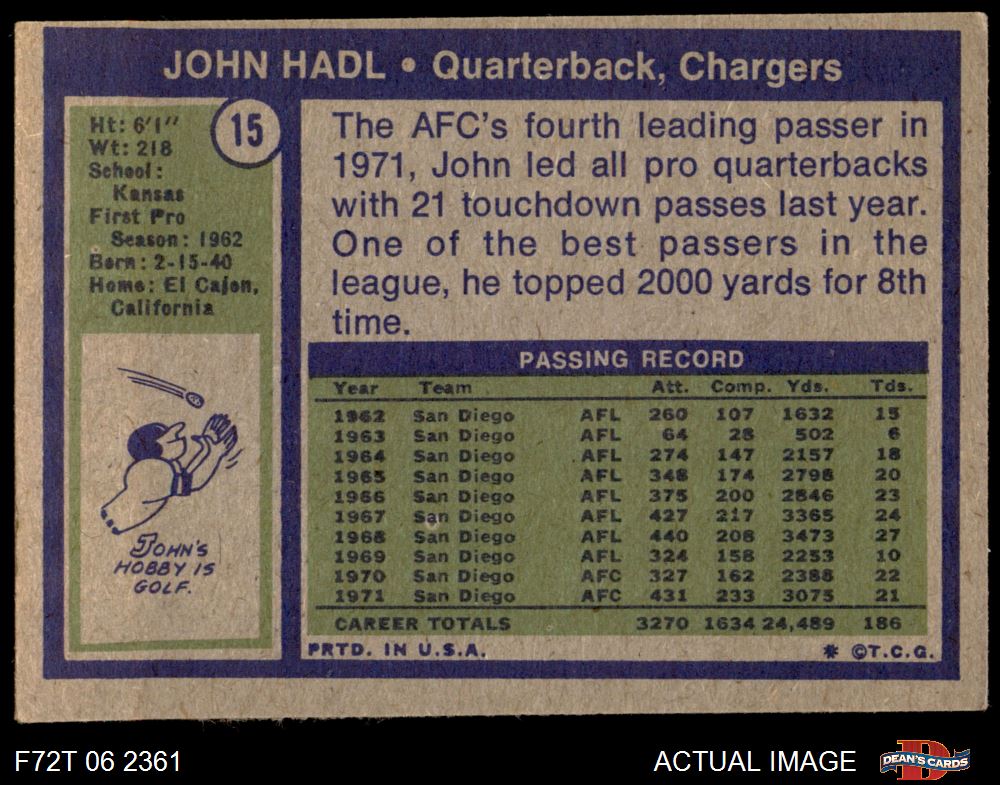 JOHN HADL • Quarterback, Chargers
15
Ht: 6'1"
Wt: 218
School:
Kansas
First Pro
Season: 1962
Born: 2-15-40
Home: El Cajon,
California
JOHN'S
HOBBY IS
GOLF.
The AFC's fourth leading passer in
1971, John led all pro quarterbacks
with 21 touchdown passes last year.
One of the best passers in the
league, he topped 2000 yards for 8th
time.
PASSING RECORD
Year Team Att. Comp. Yds. Tds.
1962 San Diego AFL 260 107 1632 15
1963 San Diego AFL 64 28 502 6
1964 San Diego AFL 274 147 2157 18
1965 San Diego AFL 348 174 2798 20
1966 San Diego AFL 375 200 2846 23
1967 San Diego AFL 427 217 3365 24
1968 San Diego AFL 440 208 3473 27
1969 San Diego AFL 324 158 2253 10
1970 San Diego AFC 327 162 2388 22
1971 San Diego AFC 431 233 3075 21
CAREER TOTALS 3270 1634 24,489 186
PRTD. IN U.S.A. * ©T.C.G.
F72T 06 2361 ACTUAL IMAGE DEAN'S CARDS